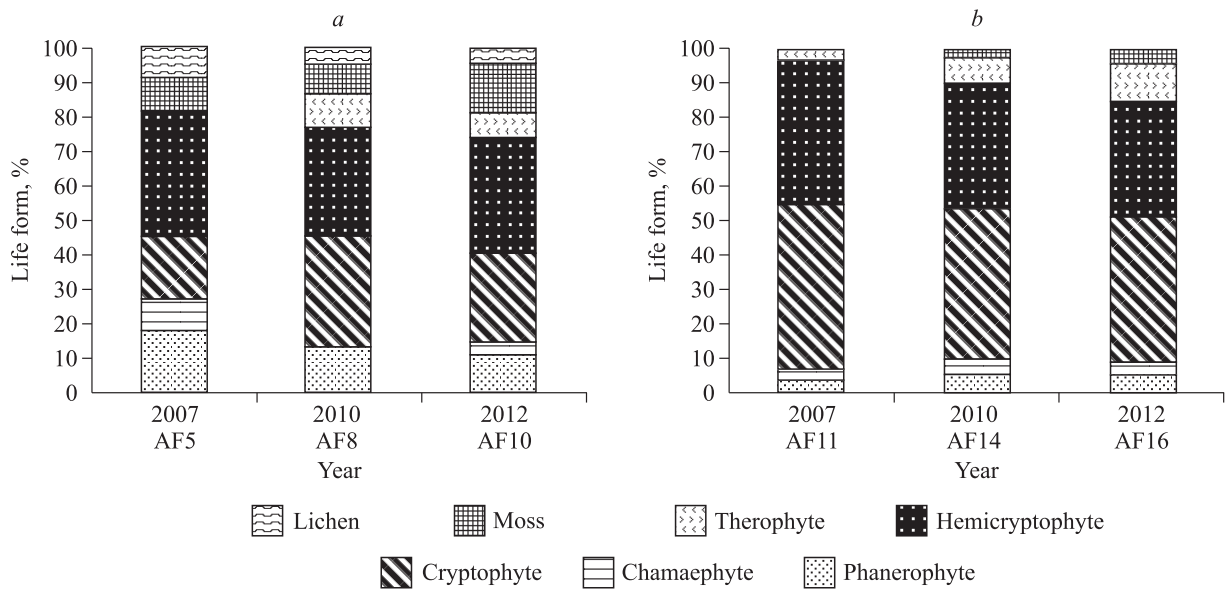 a
Life form, %
100
90
80
70
60
50
40
30
20
10
0
2007 2010 2012
AF5 AF8 AF10
Year
b
Life form, %
100
90
80
70
60
50
40
30
20
10
0
2007 2010 2012
AF11 AF14 AF16
Year
Lichen Moss Therophyte Hemicryptophyte
Cryptophyte Chamaephyte Phanerophyte